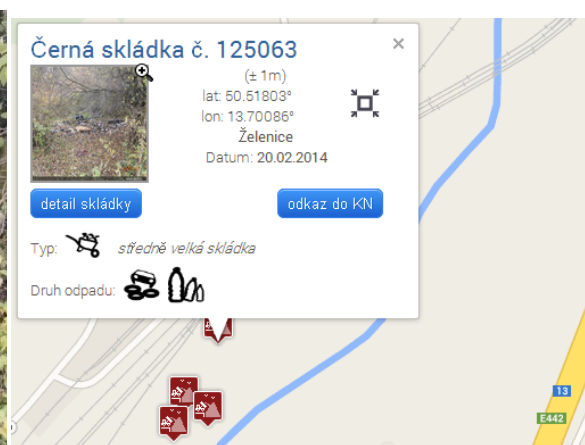 Černá skládka č. 125063
×
(± 1m)
lat: 50.51803°
lon: 13.70086°
Želenice
Datum: 20.02.2014
detail skládky
odkaz do KN
Typ: středně velká skládka
Druh odpadu:
13
E442